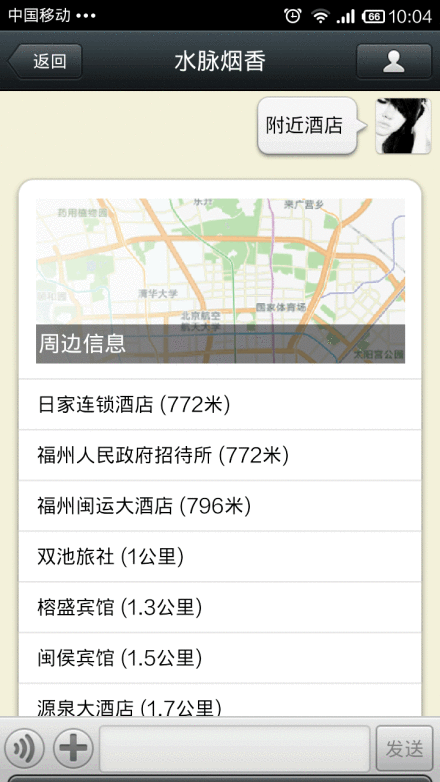 中国移动 ••• 66 10:04
返回 水脉烟香
附近酒店
药用植物园
来广营乡
清华大学
北京航空
航天大学
国家体育场
太阳宫公园
周边信息
日家连锁酒店 (772米)
福州人民政府招待所 (772米)
福州闽运大酒店 (796米)
双池旅社 (1公里)
榕盛宾馆 (1.3公里)
闽侯宾馆 (1.5公里)
源泉大酒店 (1.7公里)
发送